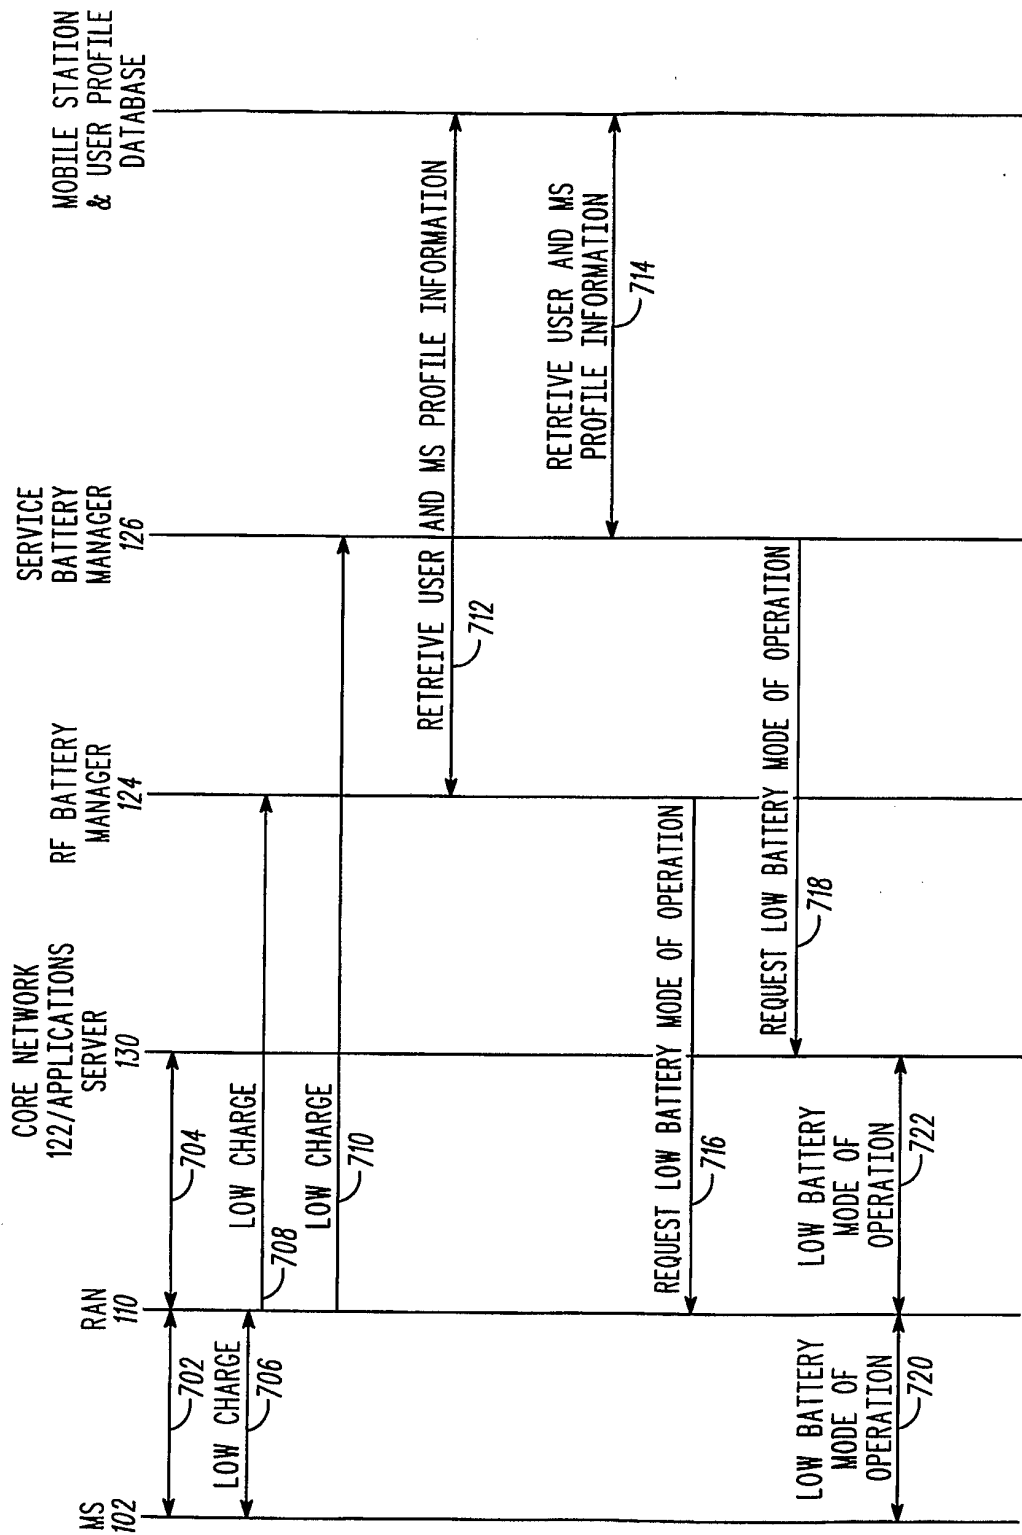 MS
102
RAN
110
CORE NETWORK
122/APPLICATIONS
SERVER
130
RF BATTERY
MANAGER
124
SERVICE
BATTERY
MANAGER
126
MOBILE STATION
& USER PROFILE
DATABASE
702
704
LOW CHARGE
706
LOW CHARGE
708
LOW CHARGE
710
RETREIVE USER AND MS PROFILE INFORMATION
712
RETREIVE USER AND MS
PROFILE INFORMATION
714
REQUEST LOW BATTERY MODE OF OPERATION
716
REQUEST LOW BATTERY MODE OF OPERATION
718
LOW BATTERY
MODE OF
OPERATION
720
LOW BATTERY
MODE OF
OPERATION
722